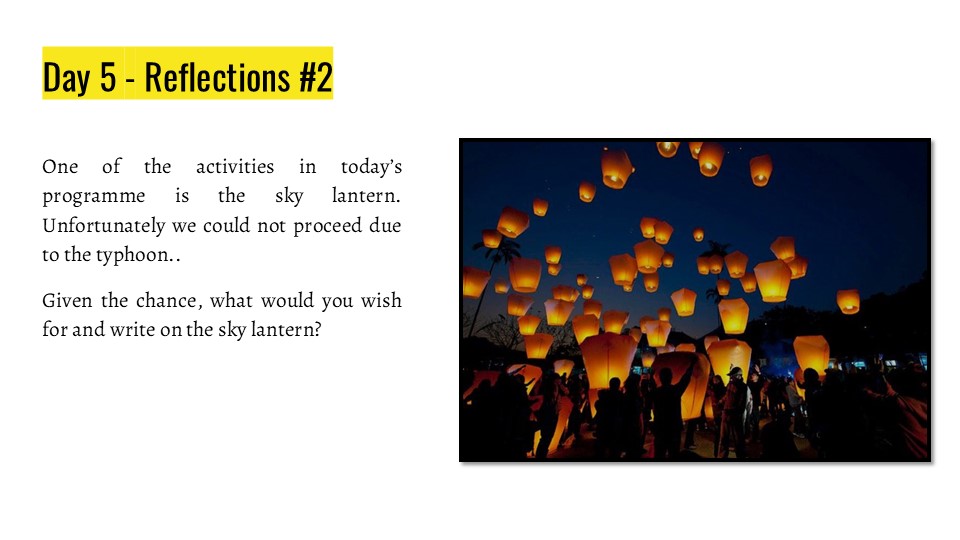 Day 5 - Reflections #2
One of the activities in today’s
programme is the sky lantern.
Unfortunately we could not proceed due
to the typhoon..
Given the chance, what would you wish
for and write on the sky lantern?